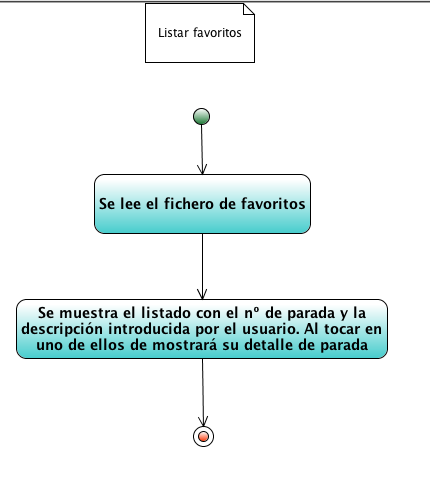 Listar favoritos
Se lee el fichero de favoritos
Se muestra el listado con el nº de parada y la
descripción introducida por el usuario. Al tocar en
uno de ellos de mostrará su detalle de parada